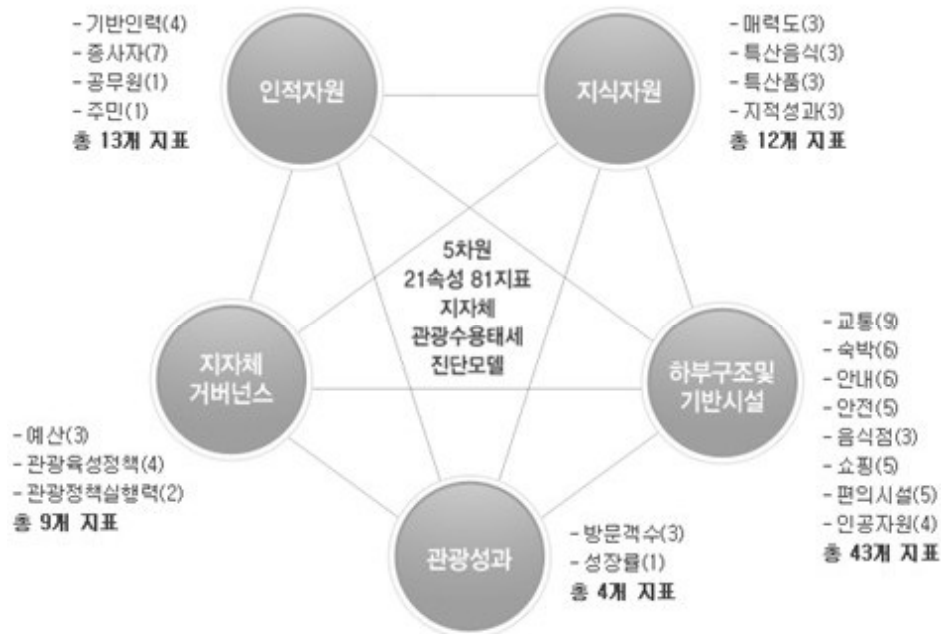 - 기반인력(4)
- 종사자(7)
- 공무원(1)
- 주민(1)
총 13개 지표
인적자원
지식자원
- 매력도(3)
- 특산음식(3)
- 특산품(3)
- 지적성과(3)
총 12개 지표
5차원
21속성 81지표
지자체
관광수용태세
진단모델
지자체
거버넌스
- 예산(3)
- 관광육성정책(4)
- 관광정책실행력(2)
총 9개 지표
하부구조및
기반시설
- 교통(9)
- 숙박(6)
- 안내(6)
- 안전(5)
- 음식점(3)
- 쇼핑(5)
- 편의시설(5)
- 인공자원(4)
총 43개 지표
관광성과
- 방문객수(3)
- 성장률(1)
총 4개 지표